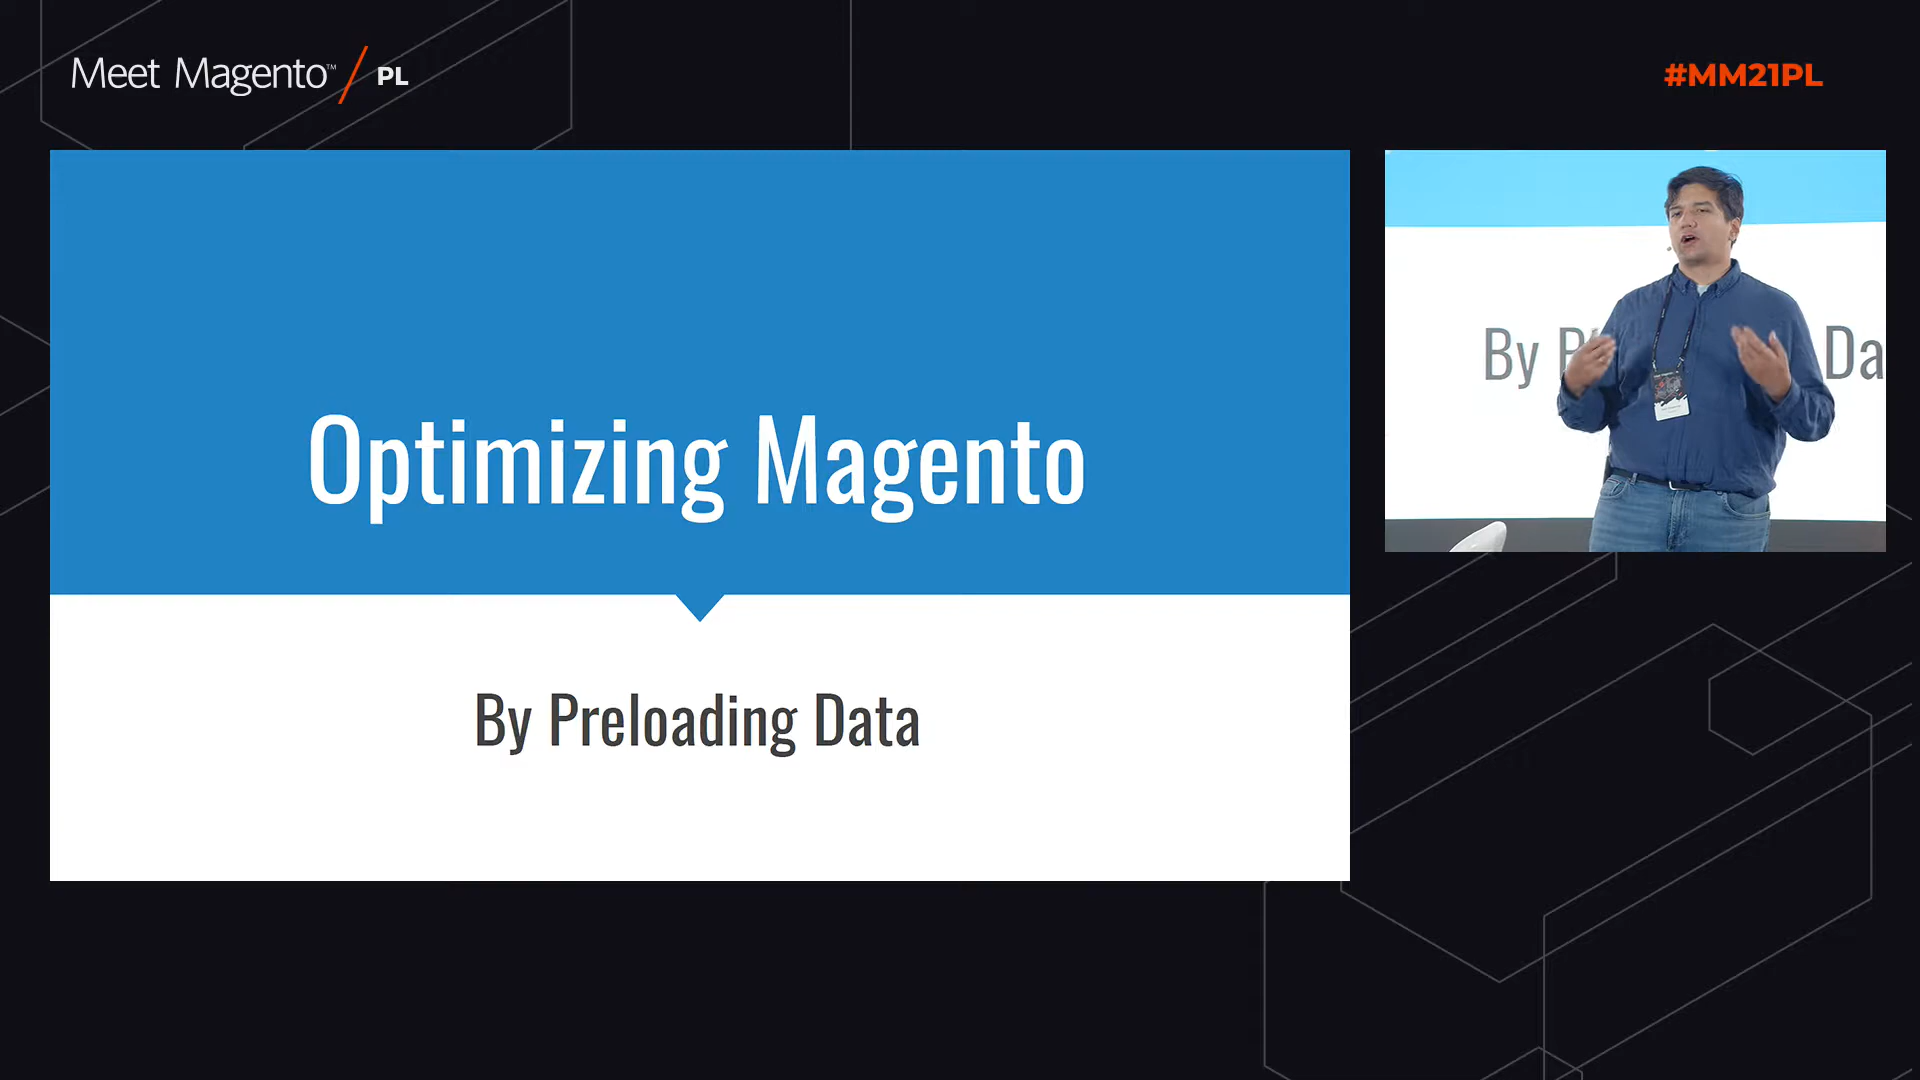 Meet Magento™ / PL
#MM21PL
Optimizing Magento
By Preloading Data
By P Da